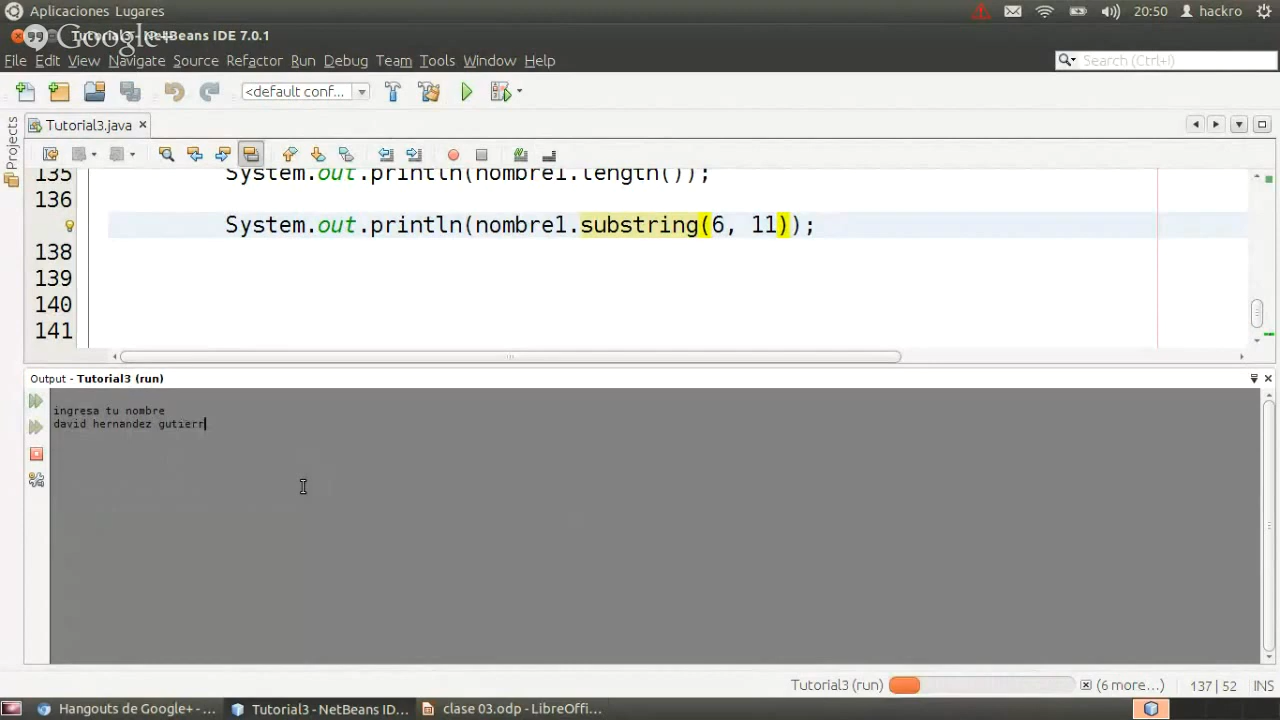 Aplicaciones Lugares
20:50 hackro
Google+
Tutorial3 - NetBeans IDE 7.0.1
File Edit View Navigate Source Refactor Run Debug Team Tools Window Help
Search (Ctrl+I)
<default conf...
Projects
Tutorial3.java
135 System.out.println(nombre1.length());
136
System.out.println(nombre1.substring(6, 11));
138
139
140
141
Output - Tutorial3 (run)
ingresa tu nombre
david hernandez gutierr
Tutorial3 (run) (6 more...) 137 | 52 INS
Hangouts de Google+ - ... Tutorial3 - NetBeans ID... clase 03.odp - LibreOffi...